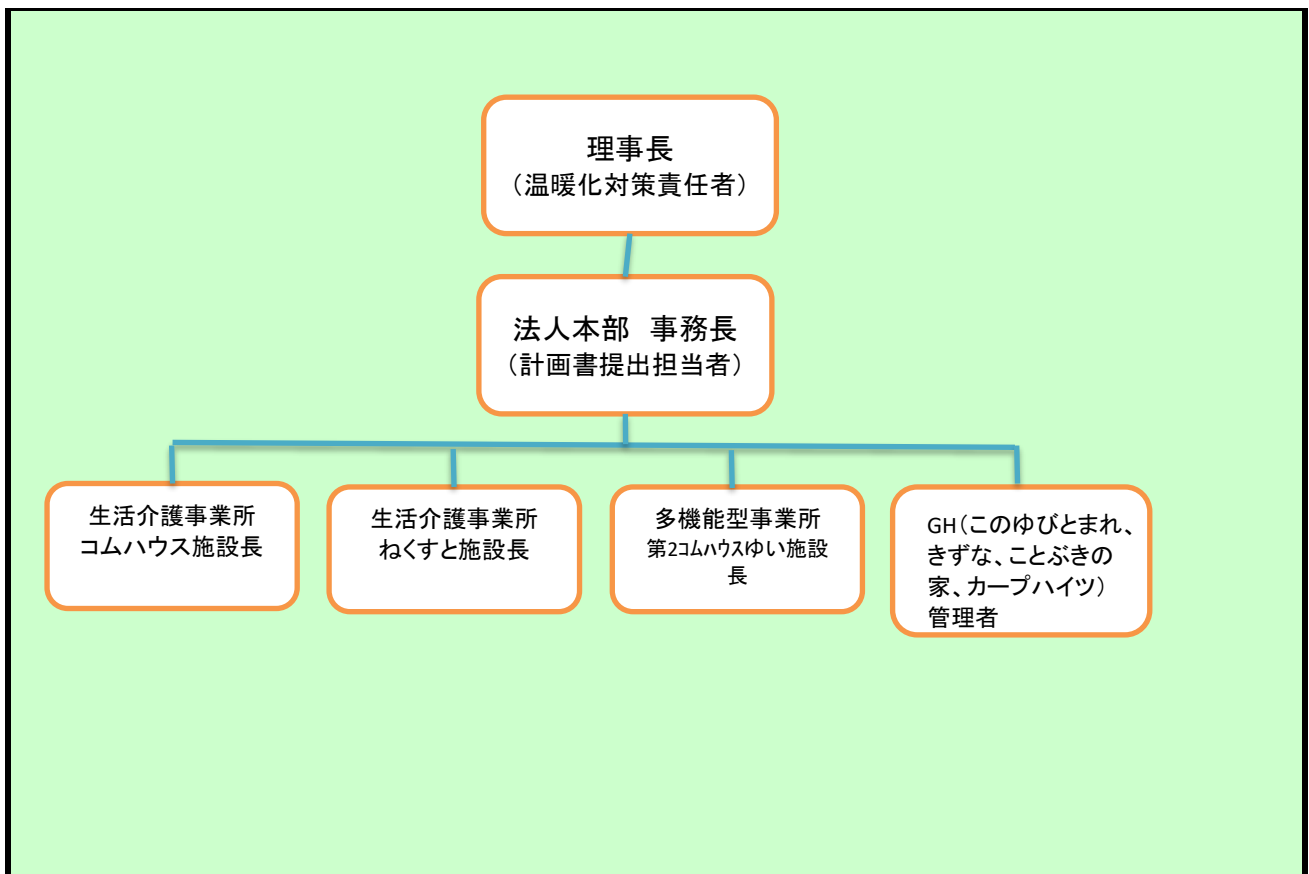 理事長
（温暖化対策責任者）
法人本部　事務長
（計画書提出担当者）
生活介護事業所
コムハウス施設長
生活介護事業所
ねくすと施設長
多機能型事業所
第2ｺﾑﾊｳｽゆい施設
長
GH（このゆびとまれ、
きずな、ことぶきの
家、カープハイツ）
管理者